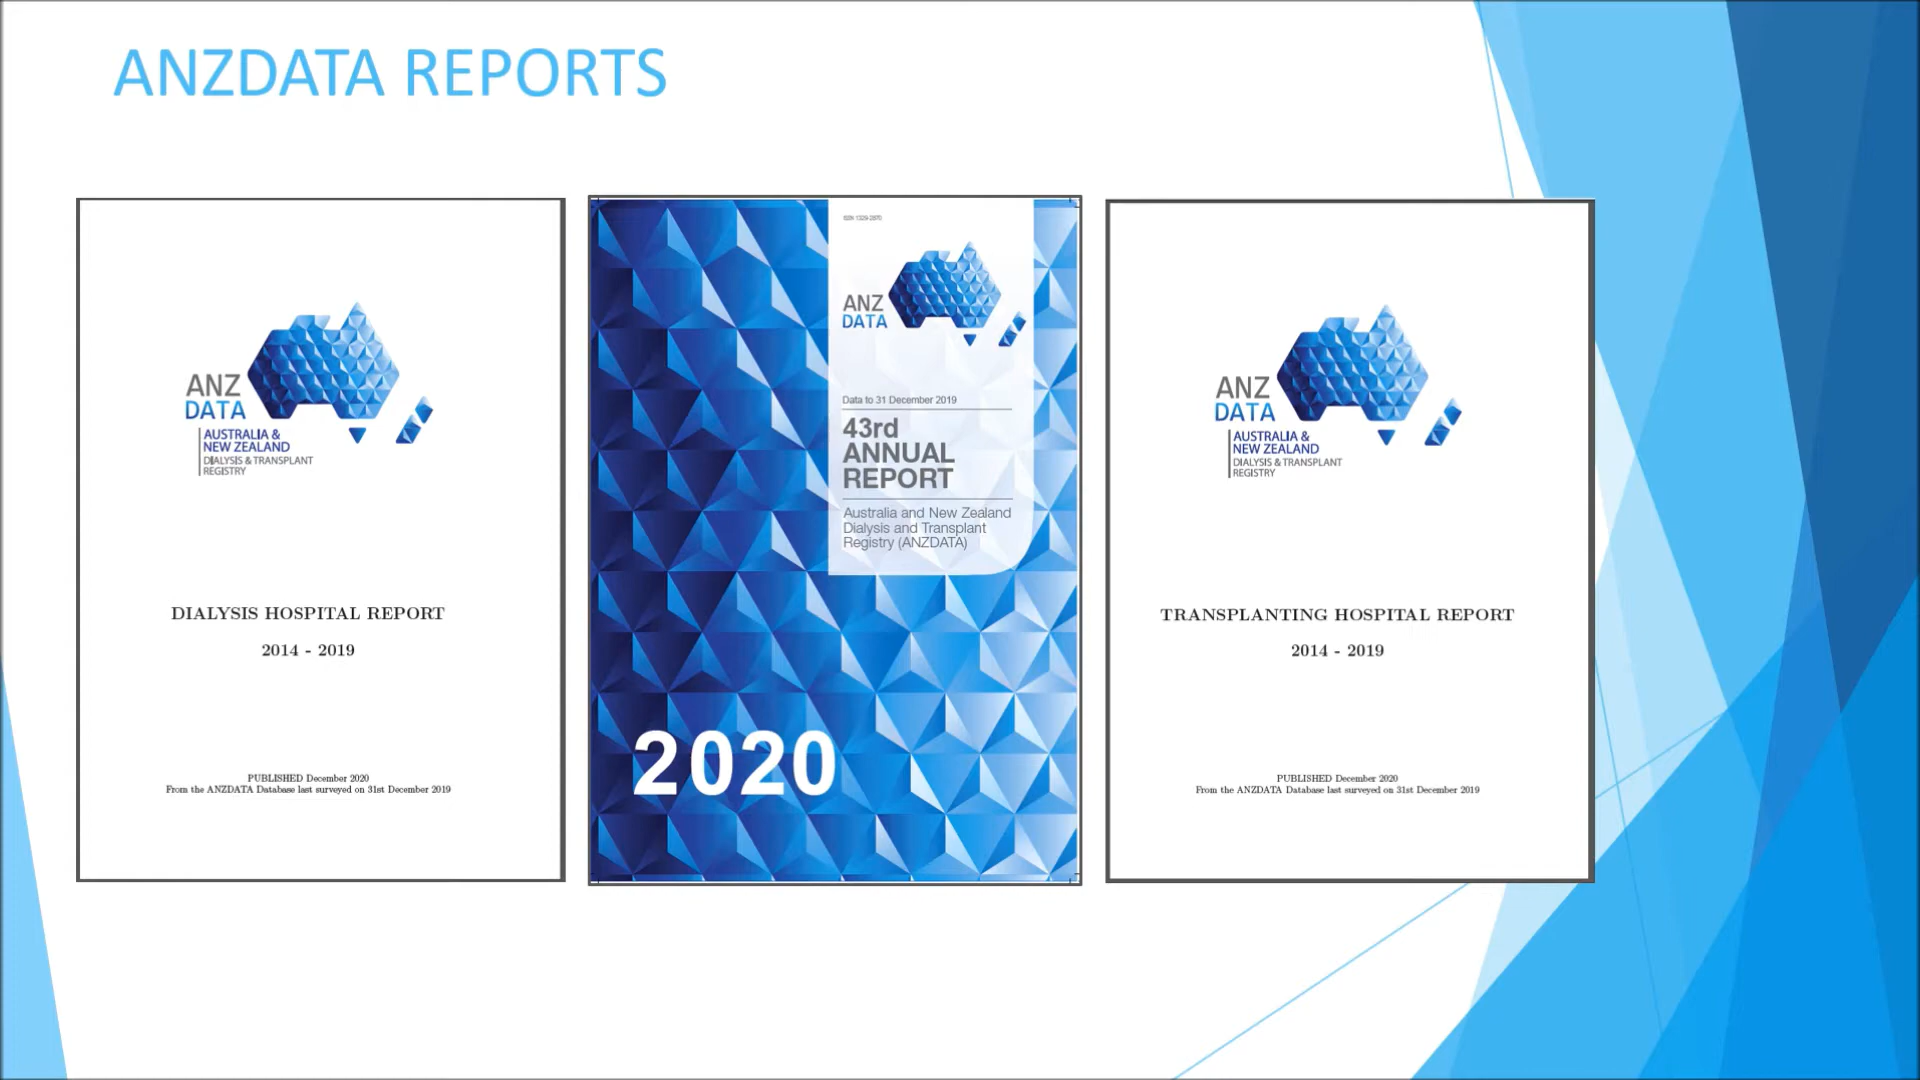 ANZDATA REPORTS
ANZ
DATA
AUSTRALIA &
NEW ZEALAND
DIALYSIS & TRANSPLANT
REGISTRY
DIALYSIS HOSPITAL REPORT
2014 - 2019
PUBLISHED December 2020
From the ANZDATA Database last surveyed on 31st December 2019
ISSN 1329-2870
ANZ
DATA
Data to 31 December 2019
43rd
ANNUAL
REPORT
Australia and New Zealand
Dialysis and Transplant
Registry (ANZDATA)
2020
ANZ
DATA
AUSTRALIA &
NEW ZEALAND
DIALYSIS & TRANSPLANT
REGISTRY
TRANSPLANTING HOSPITAL REPORT
2014 - 2019
PUBLISHED December 2020
From the ANZDATA Database last surveyed on 31st December 2019